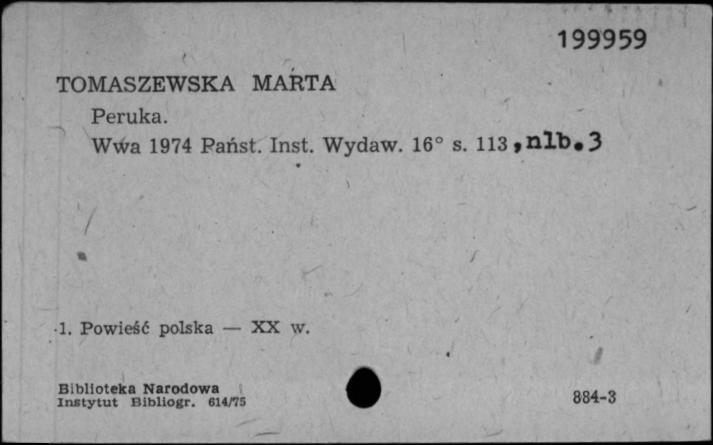 199959
TOMASZEWSKA MARTA
Peruka.
Wwa 1974 Państ. Inst. Wydaw. 16° s. 113, nlb. 3
1. Powieść polska — XX w.
Biblioteka Narodowa
Instytut Bibliogr. 614/75
884-3